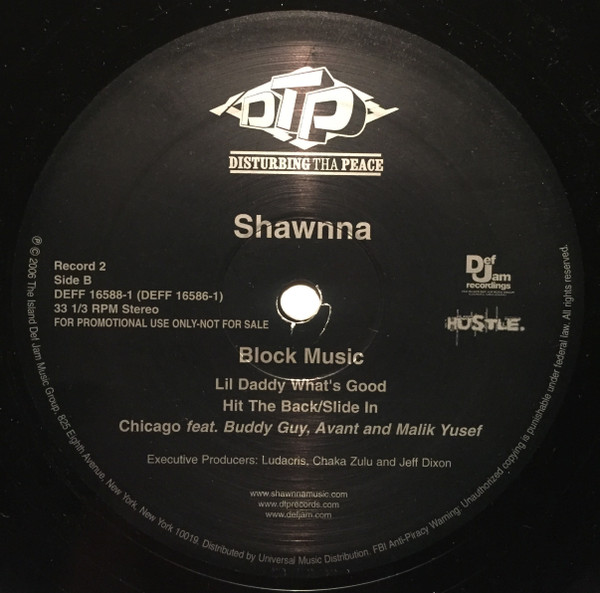 DTP
DISTURBING THA PEACE
Shawnna
Record 2
Side B
DEFF 16588-1 (DEFF 16586-1)
33 1/3 RPM Stereo
FOR PROMOTIONAL USE ONLY-NOT FOR SALE
Def
Jam
recordings
HUSTLE.
Block Music
Lil Daddy What's Good
Hit The Back/Slide In
Chicago feat. Buddy Guy, Avant and Malik Yusef
Executive Producers: Ludacris, Chaka Zulu and Jeff Dixon
www.shawnnamusic.com
www.dtprecords.com
www.defjam.com
℗ © 2006 The Island Def Jam Music Group, 825 Eighth Avenue, New York, New York 10019. Distributed by Universal Music Distribution. FBI Anti-Piracy Warning: Unauthorized copying is punishable under federal law. All rights reserved.